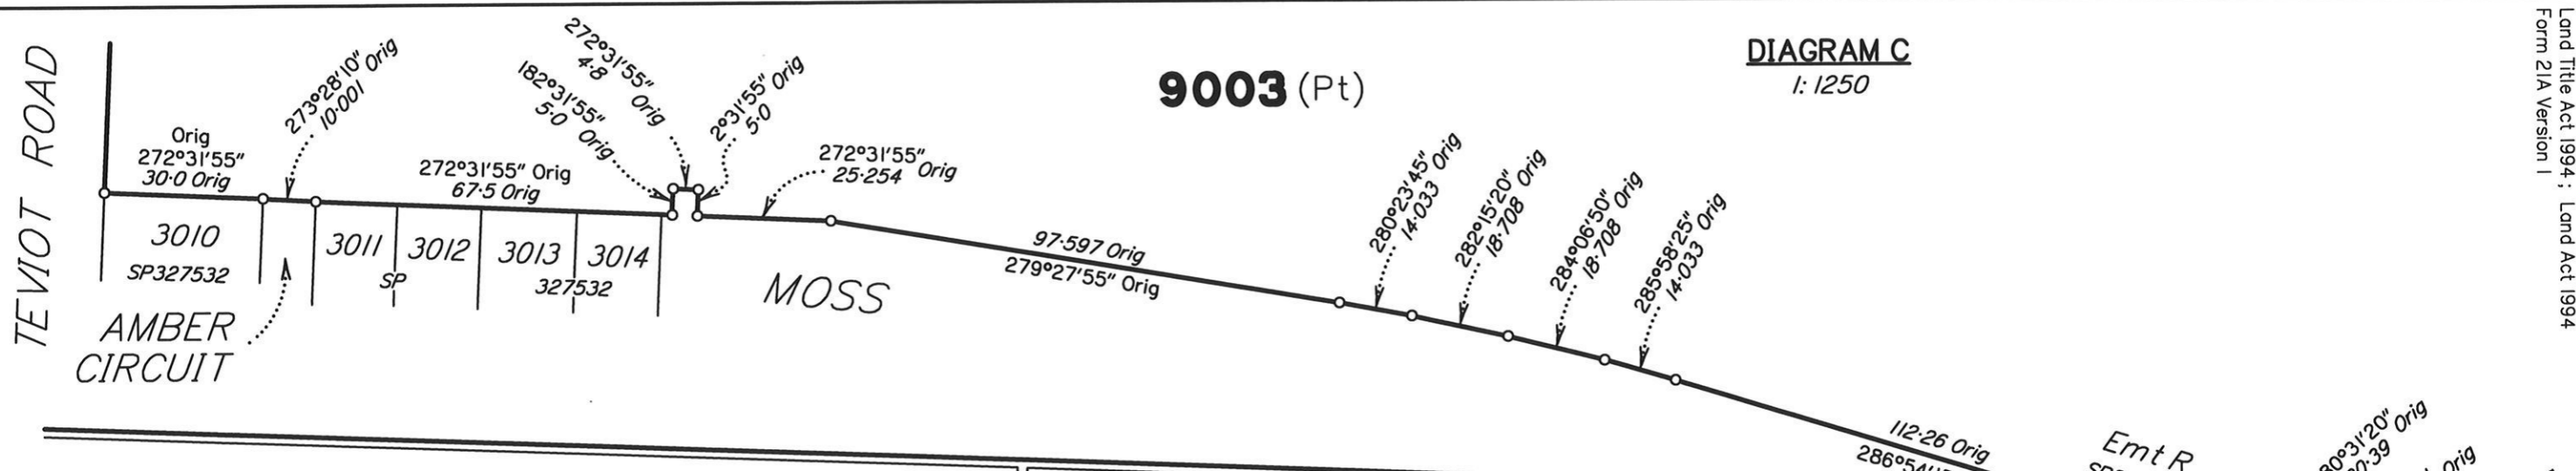 TEVIOT ROAD
Orig
272°31'55"
30·0 Orig
273°28'10" Orig
10·001
272°31'55" Orig
67·5 Orig
272°31'55"
4·8 Orig
182°31'55"
5·0 Orig
2°31'55" Orig
5·0
272°31'55"
25·254 Orig
9003 (Pt)
DIAGRAM C
1: 1250
Land Title Act 1994; Land Act 1994
Form 21A Version 1
3010
SP327532
3011
3012
SP
3013
3014
327532
AMBER
CIRCUIT
MOSS
97·597 Orig
279°27'55" Orig
280°23'45" Orig
14·033
282°15'20" Orig
18·708
284°06'50" Orig
18·708
285°58'25" Orig
14·033
112·26 Orig
Emt R
Orig